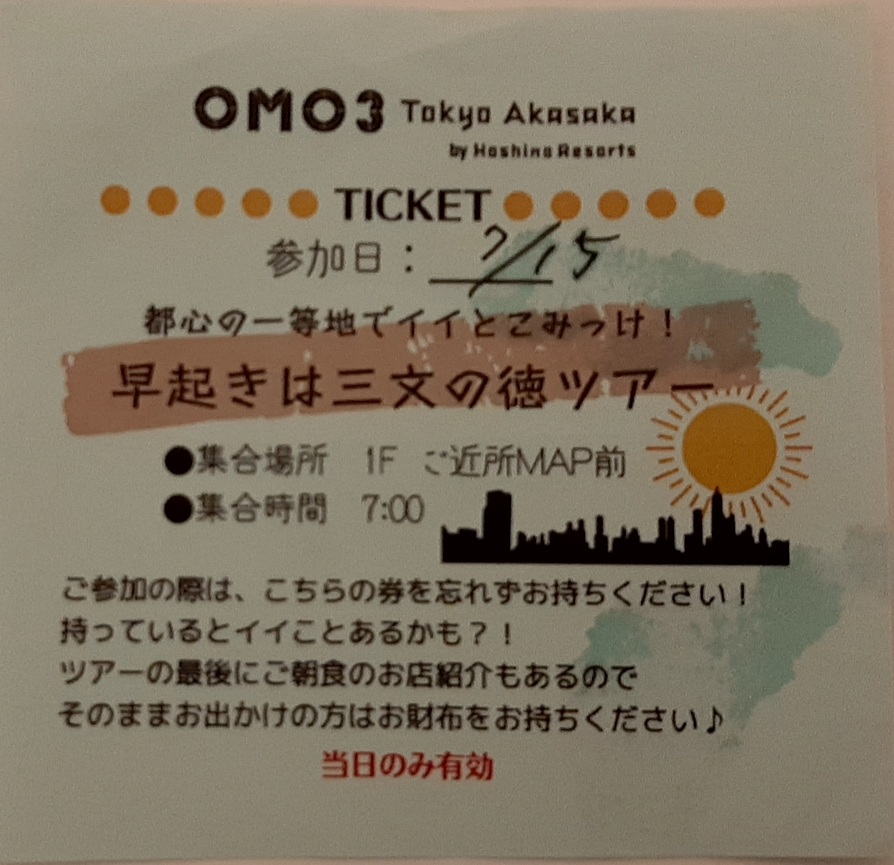 OMO3 Tokyo Akasaka
by Hoshino Resorts
TICKET
参加日： 7/15
都心の一等地でイイとこみっけ！
早起きは三文の徳ツアー
●集合場所 1F ご近所MAP前
●集合時間 7:00
ご参加の際は、こちらの券を忘れずお持ちください！
持っているとイイことあるかも？！
ツアーの最後にご朝食のお店紹介もあるので
そのままお出かけの方はお財布をお持ちください♪
当日のみ有効